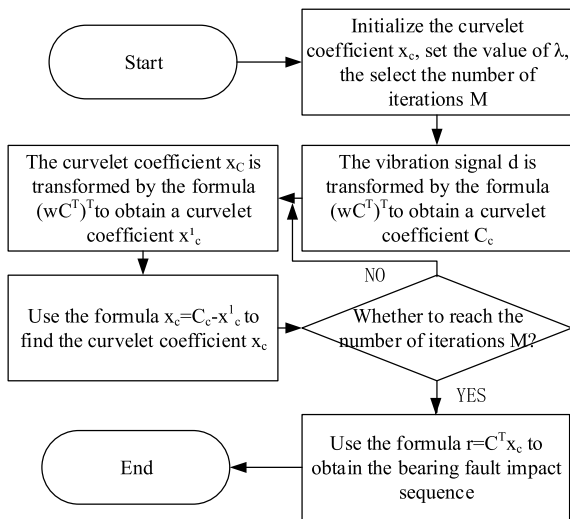 Start
Initialize the curvelet
coefficient x_c, set the value of λ,
the select the number of
iterations M
The vibration signal d is
transformed by the formula
(wC^T)^T to obtain a curvelet
coefficient C_c
The curvelet coefficient x_C is
transformed by the formula
(wC^T)^T to obtain a curvelet
coefficient x^1_c
Use the formula x_c=C_c-x^1_c to
find the curvelet coefficient x_c
Whether to reach the
number of iterations M?
NO
YES
Use the formula r=C^Tx_c to
obtain the bearing fault impact
sequence
End